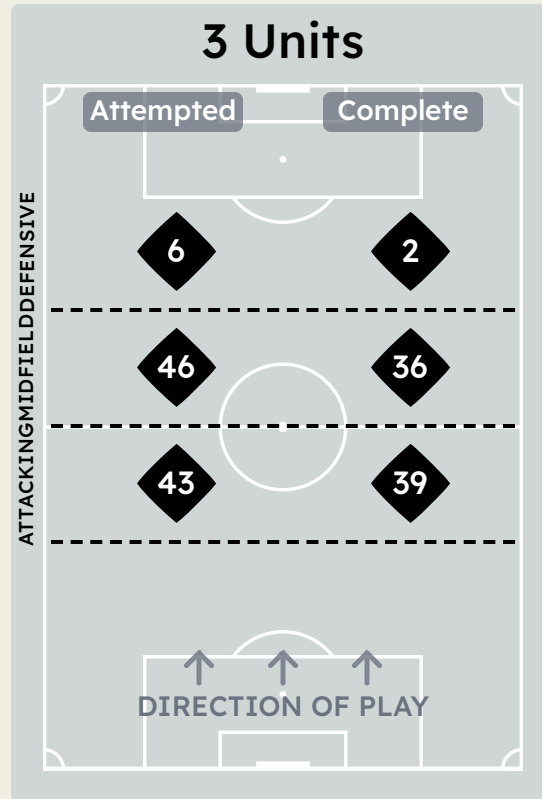 3 Units
Attempted Complete
6 2
46 36
43 39
ATTACKINGMIDFIELDDEFENSIVE
DIRECTION OF PLAY